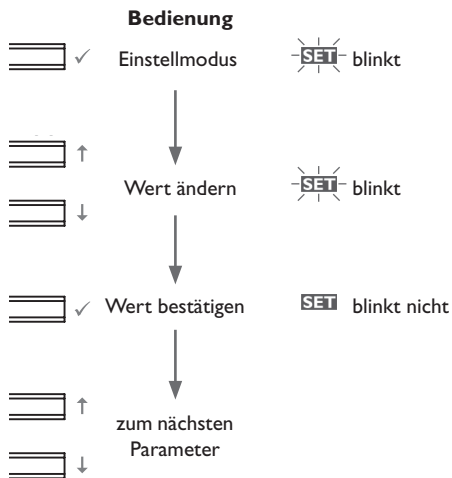 Bedienung
✓ Einstellmodus SET blinkt
↑
Wert ändern SET blinkt
↓
✓ Wert bestätigen SET blinkt nicht
↑
zum nächsten
Parameter
↓